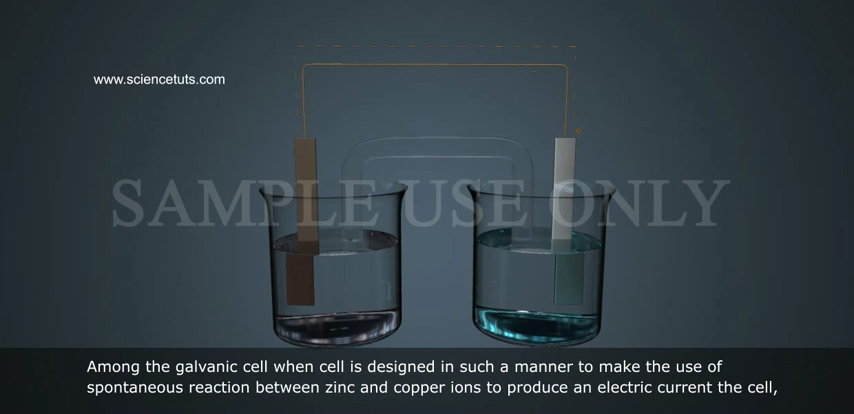 www.sciencetuts.com
SAMPLE USE ONLY
Among the galvanic cell when cell is designed in such a manner to make the use of
spontaneous reaction between zinc and copper ions to produce an electric current the cell,